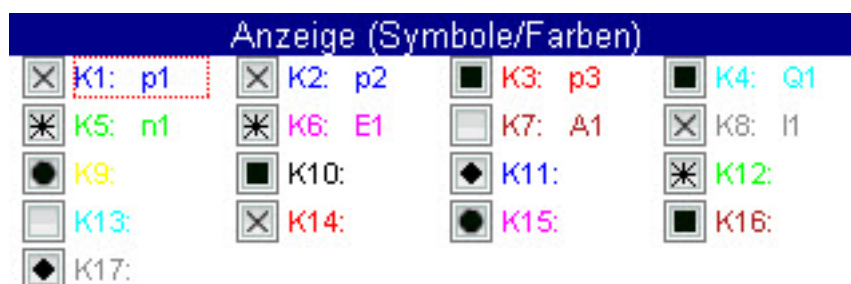 Anzeige (Symbole/Farben)
K1: p1 K2: p2 K3: p3 K4: Q1
K5: n1 K6: E1 K7: A1 K8: I1
K9: K10: K11: K12:
K13: K14: K15: K16:
K17: